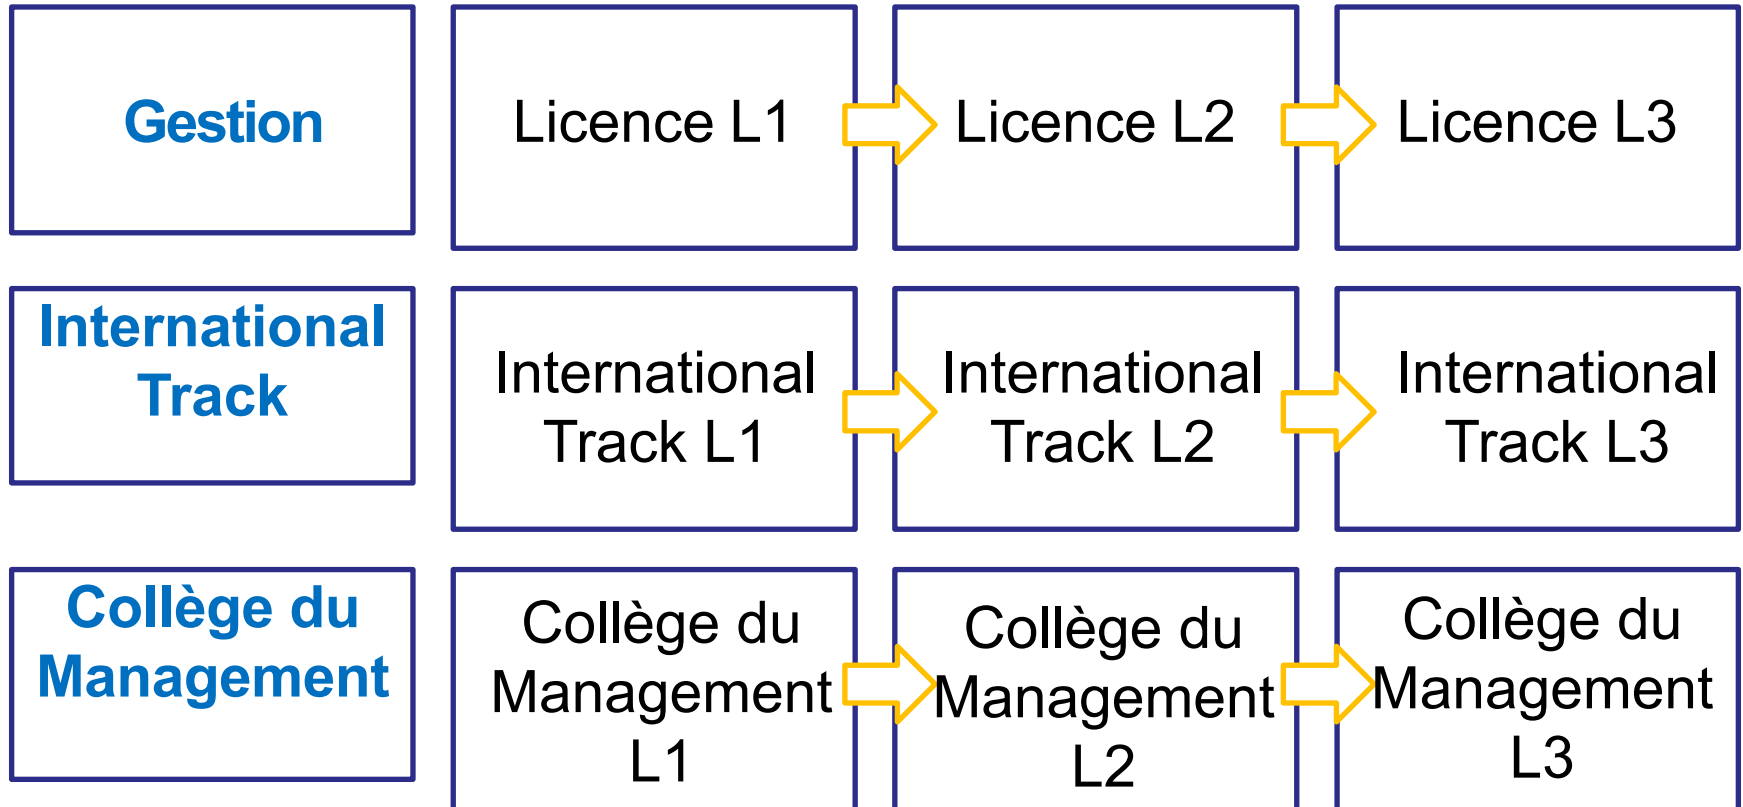 Gestion
Licence L1
Licence L2
Licence L3
International
Track
International
Track L1
International
Track L2
International
Track L3
Collège du
Management
Collège du
Management
L1
Collège du
Management
L2
Collège du
Management
L3